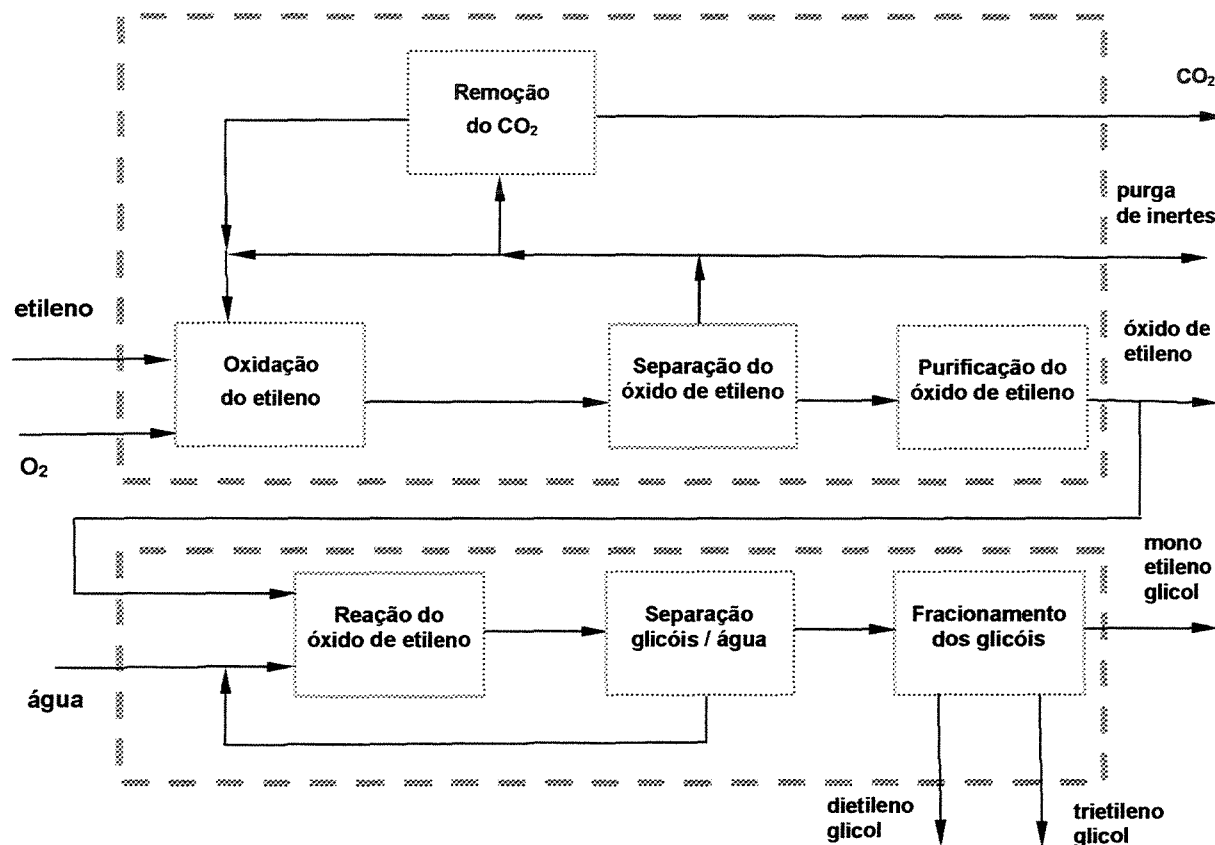 CO₂
Remoção
do CO₂
purga
de inertes
etileno
óxido de
etileno
Oxidação
do etileno
Separação do
óxido de etileno
Purificação do
óxido de etileno
O₂
mono
etileno
glicol
Reação do
óxido de etileno
Separação
glicóis / água
Fracionamento
dos glicóis
água
dietileno
glicol
trietileno
glicol